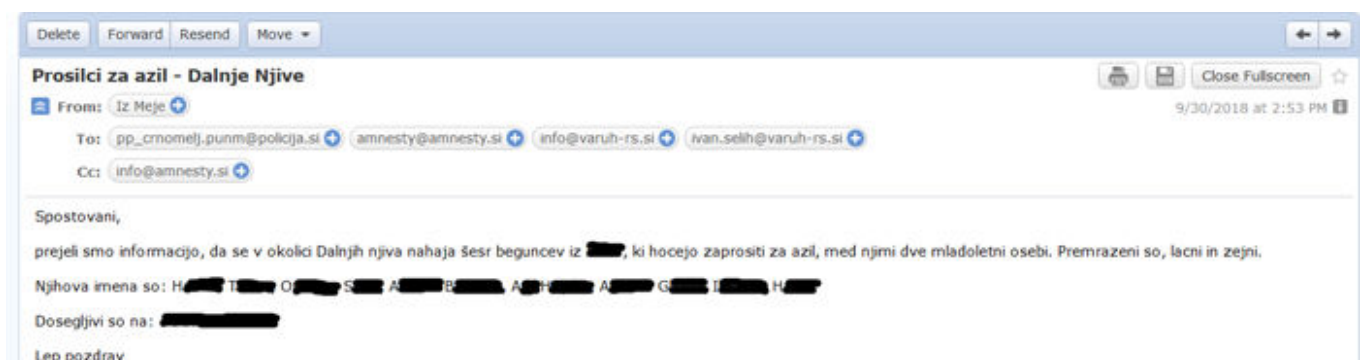 Delete Forward Resend Move
Prosilci za azil - Dalnje Njive
Close Fullscreen
From: Iz Meje
9/30/2018 at 2:53 PM
To: pp_crnomelj.punm@policija.si amnesty@amnesty.si info@varuh-rs.si ivan.selih@varuh-rs.si
Cc: info@amnesty.si
Spostovani,
prejeli smo informacijo, da se v okolici Dalnjih njiva nahaja šesr beguncev iz , ki hocejo zaprositi za azil, med njimi dve mladoletni osebi. Premrazeni so, lacni in zejni.
Njihova imena so: H T O S A B A H A G I H
Dosegljivi so na:
Lep pozdrav